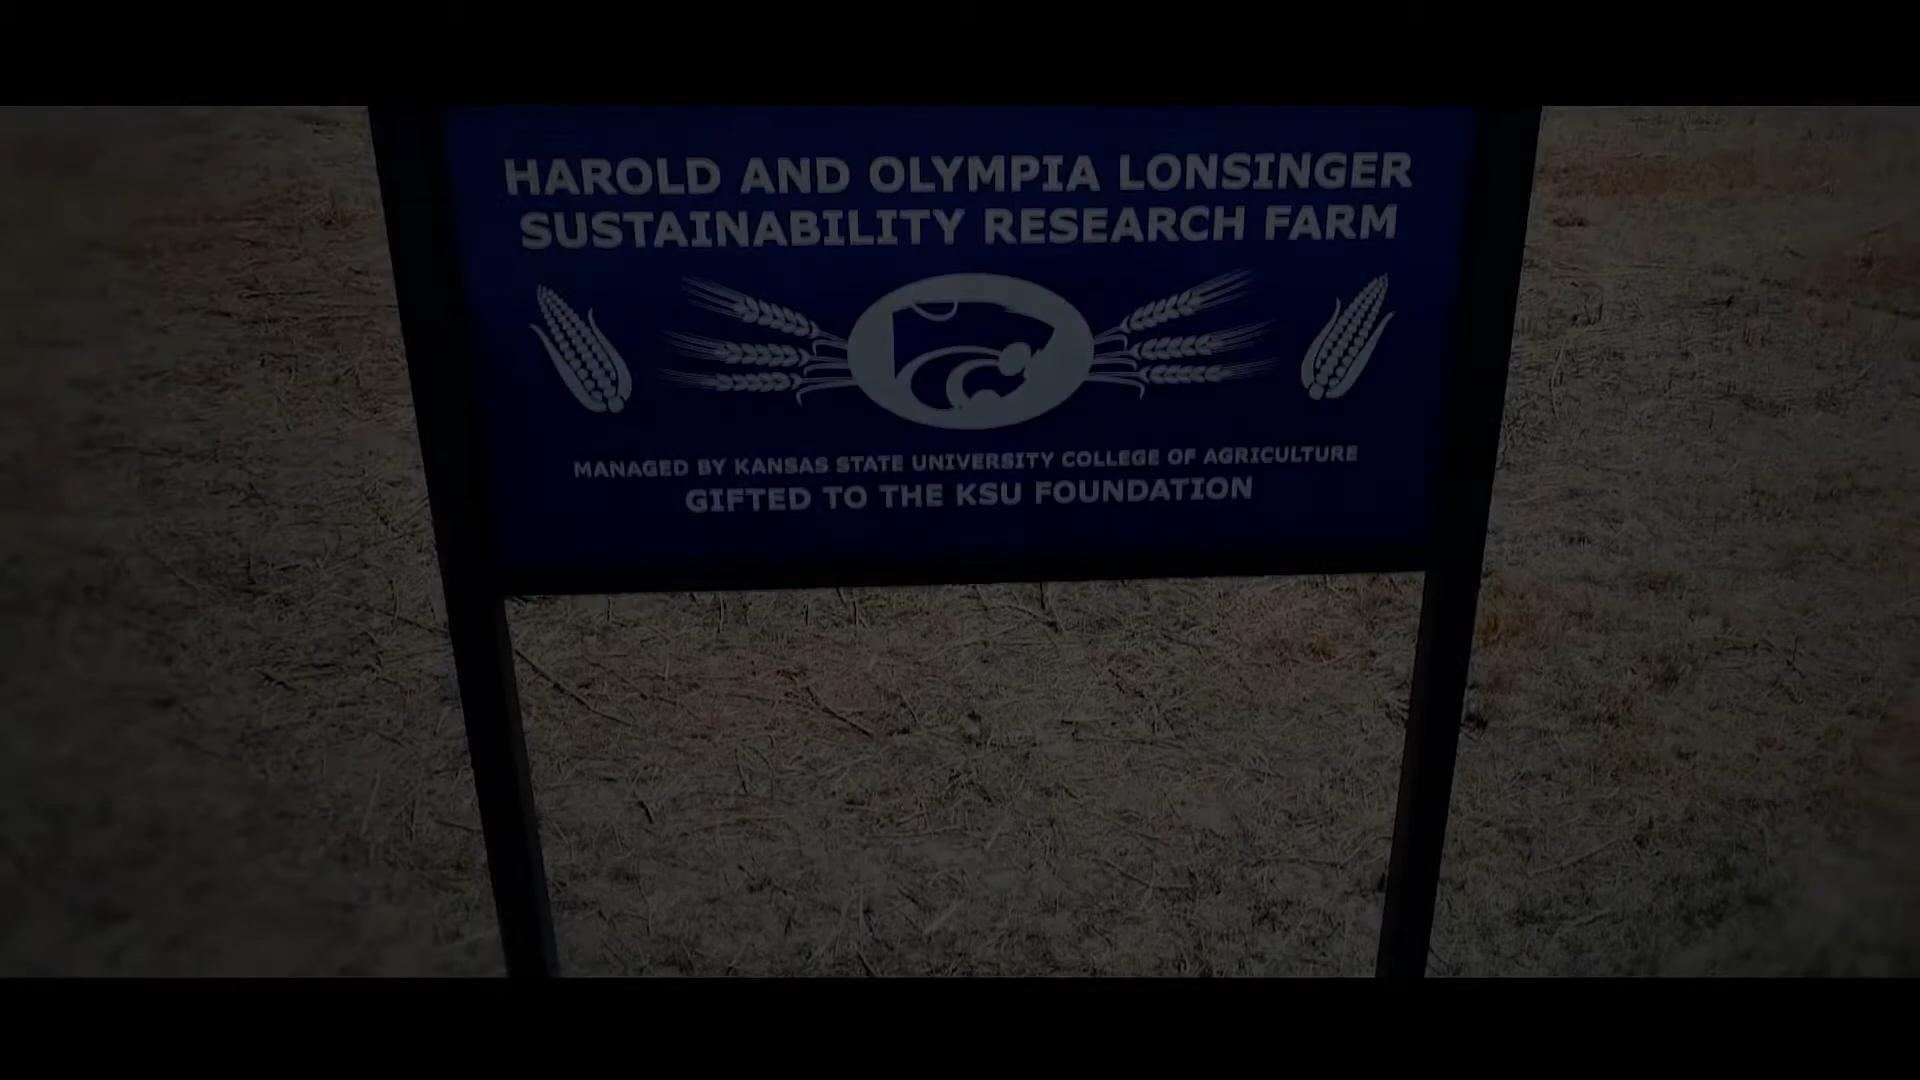 HAROLD AND OLYMPIA LONSINGER
SUSTAINABILITY RESEARCH FARM
MANAGED BY KANSAS STATE UNIVERSITY COLLEGE OF AGRICULTURE
GIFTED TO THE KSU FOUNDATION